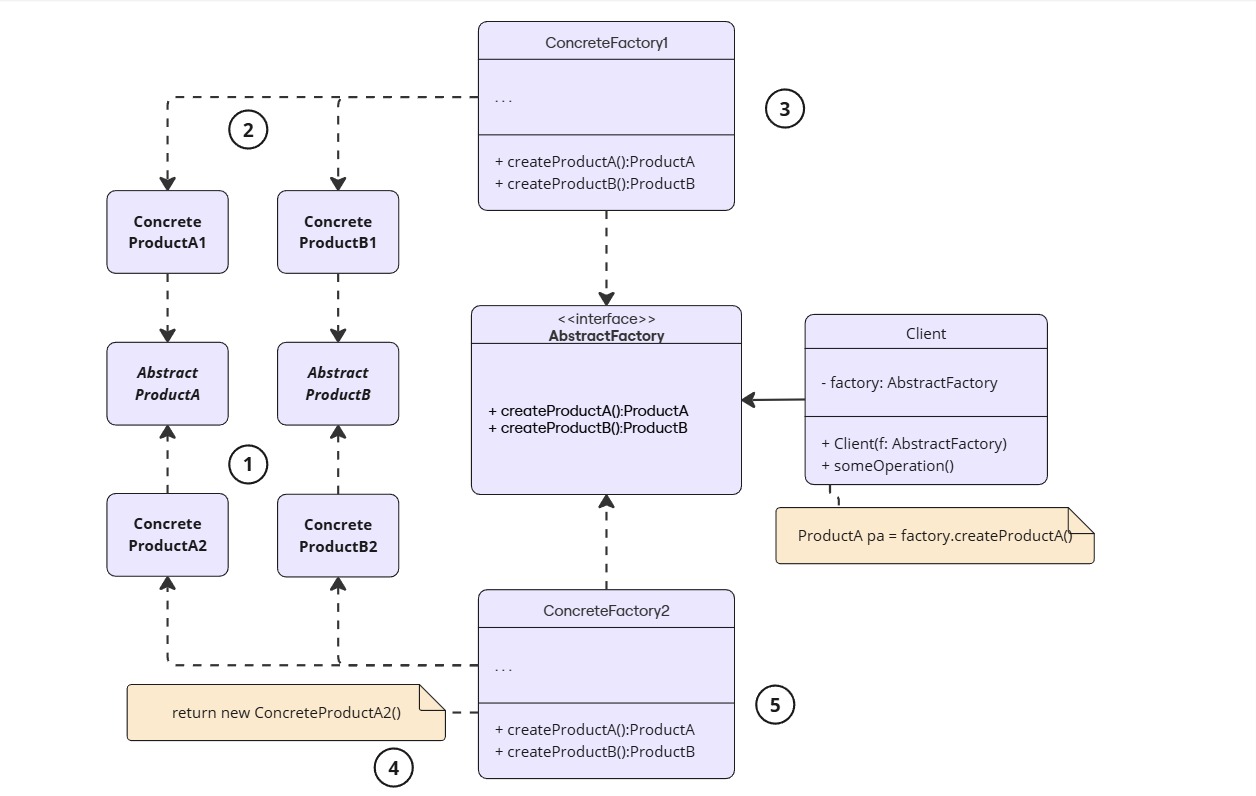 ConcreteFactory1
...
+ createProductA():ProductA
+ createProductB():ProductB
3
2
Concrete
ProductA1
Concrete
ProductB1
<<interface>>
AbstractFactory
+ createProductA():ProductA
+ createProductB():ProductB
Client
- factory: AbstractFactory
+ Client(f: AbstractFactory)
+ someOperation()
Abstract
ProductA
Abstract
ProductB
1
Concrete
ProductA2
Concrete
ProductB2
ProductA pa = factory.createProductA()
ConcreteFactory2
...
+ createProductA():ProductA
+ createProductB():ProductB
5
return new ConcreteProductA2()
4